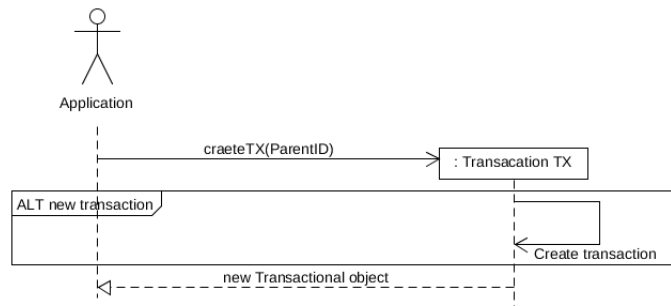 Application
craeteTX(ParentID)
: Transacation TX
ALT new transaction
Create transaction
new Transactional object